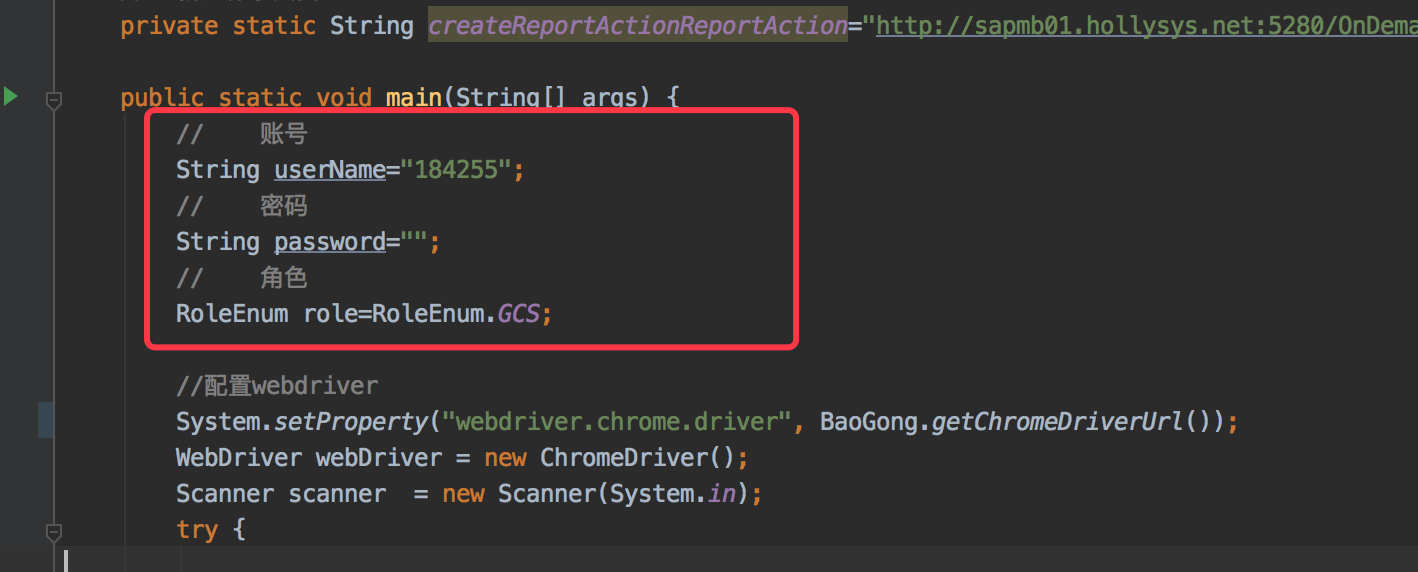 private static String createReportActionReportAction="http://sapmb01.hollysys.net:5280/OnDema
public static void main(String[] args) {
// 账号
String userName="184255";
// 密码
String password="";
// 角色
RoleEnum role=RoleEnum.GCS;
//配置webdriver
System.setProperty("webdriver.chrome.driver", BaoGong.getChromeDriverUrl());
WebDriver webDriver = new ChromeDriver();
Scanner scanner = new Scanner(System.in);
try {